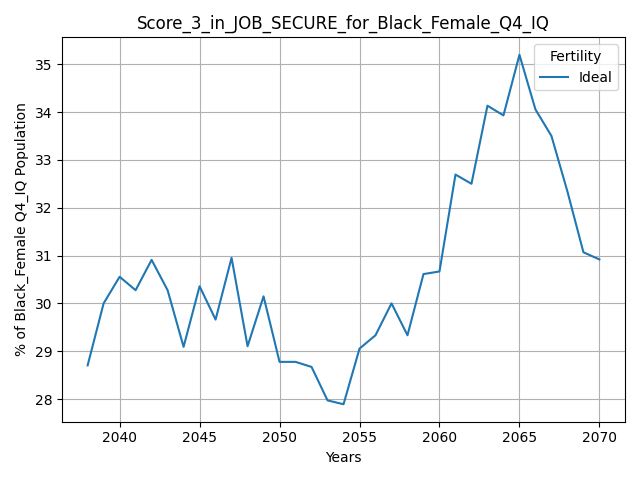 Score_3_in_JOB_SECURE_for_Black_Female_Q4_IQ
Fertility
Ideal
35
34
33
32
31
30
29
28
% of Black_Female Q4_IQ Population
2040 2045 2050 2055 2060 2065 2070
Years